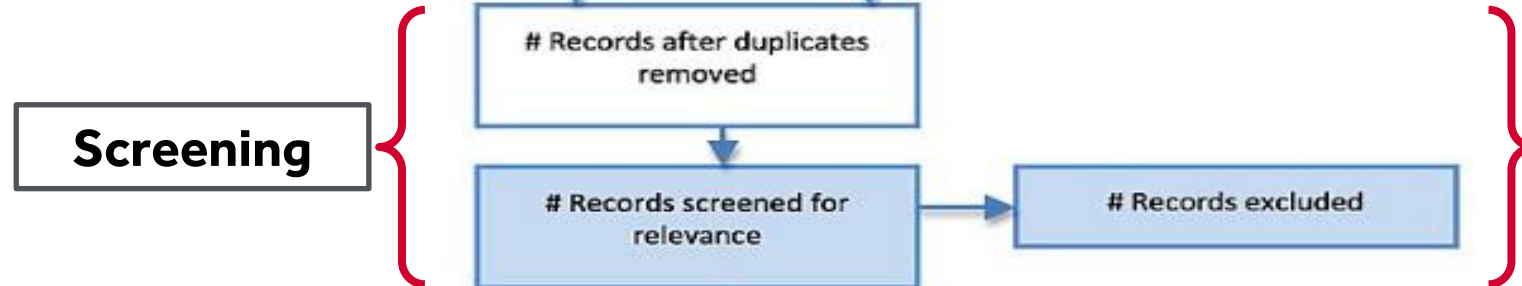 # Records after duplicates
removed
Screening
# Records screened for
relevance
# Records excluded